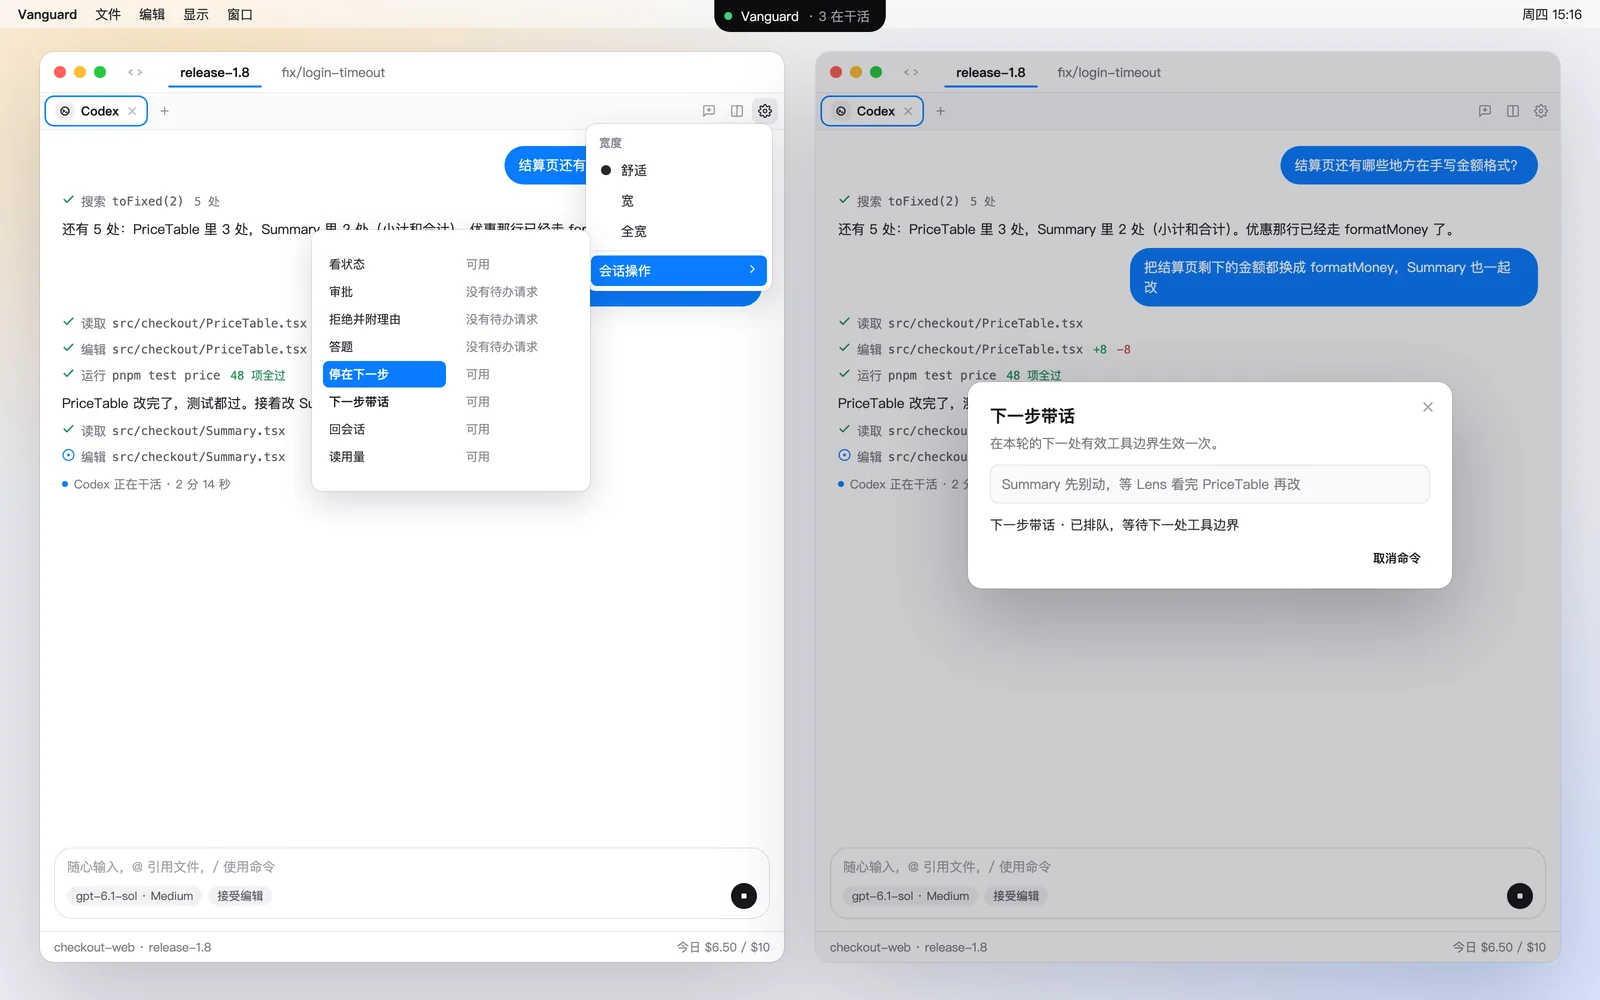 Vanguard 文件 编辑 显示 窗口
Vanguard · 3 在干活
周四 15:16
release-1.8 fix/login-timeout
Codex
结算页还有
搜索 toFixed(2) 5 处
还有 5 处：PriceTable 里 3 处，Summary 里 2 处（小计和合计）。优惠那行已经走 for
读取 src/checkout/PriceTable.tsx
编辑 src/checkout/PriceTable.tsx
运行 pnpm test price 48 项全过
PriceTable 改完了，测试都过。接着改 Su
读取 src/checkout/Summary.tsx
编辑 src/checkout/Summary.tsx
Codex 正在干活 · 2 分 14 秒
宽度
舒适
宽
全宽
会话操作
看状态 可用
审批 没有待办请求
拒绝并附理由 没有待办请求
答题 没有待办请求
停在下一步 可用
下一步带话 可用
回会话 可用
读用量 可用
随心输入，@ 引用文件，/ 使用命令
gpt-6.1-sol · Medium 接受编辑
checkout-web · release-1.8 今日 $6.50 / $10
release-1.8 fix/login-timeout
Codex
结算页还有哪些地方在手写金额格式？
搜索 toFixed(2) 5 处
还有 5 处：PriceTable 里 3 处，Summary 里 2 处（小计和合计）。优惠那行已经走 formatMoney 了。
把结算页剩下的金额都换成 formatMoney，Summary 也一起
改
读取 src/checkout/PriceTable.tsx
编辑 src/checkout/PriceTable.tsx +8 −8
运行 pnpm test price 48 项全过
PriceTable 改完了，
读取 src/checkou
编辑 src/checkou
Codex 正在干活 · 2 分
下一步带话
在本轮的下一处有效工具边界生效一次。
Summary 先别动，等 Lens 看完 PriceTable 再改
下一步带话 · 已排队，等待下一处工具边界
取消命令
随心输入，@ 引用文件，/ 使用命令
gpt-6.1-sol · Medium 接受编辑
checkout-web · release-1.8 今日 $6.50 / $10